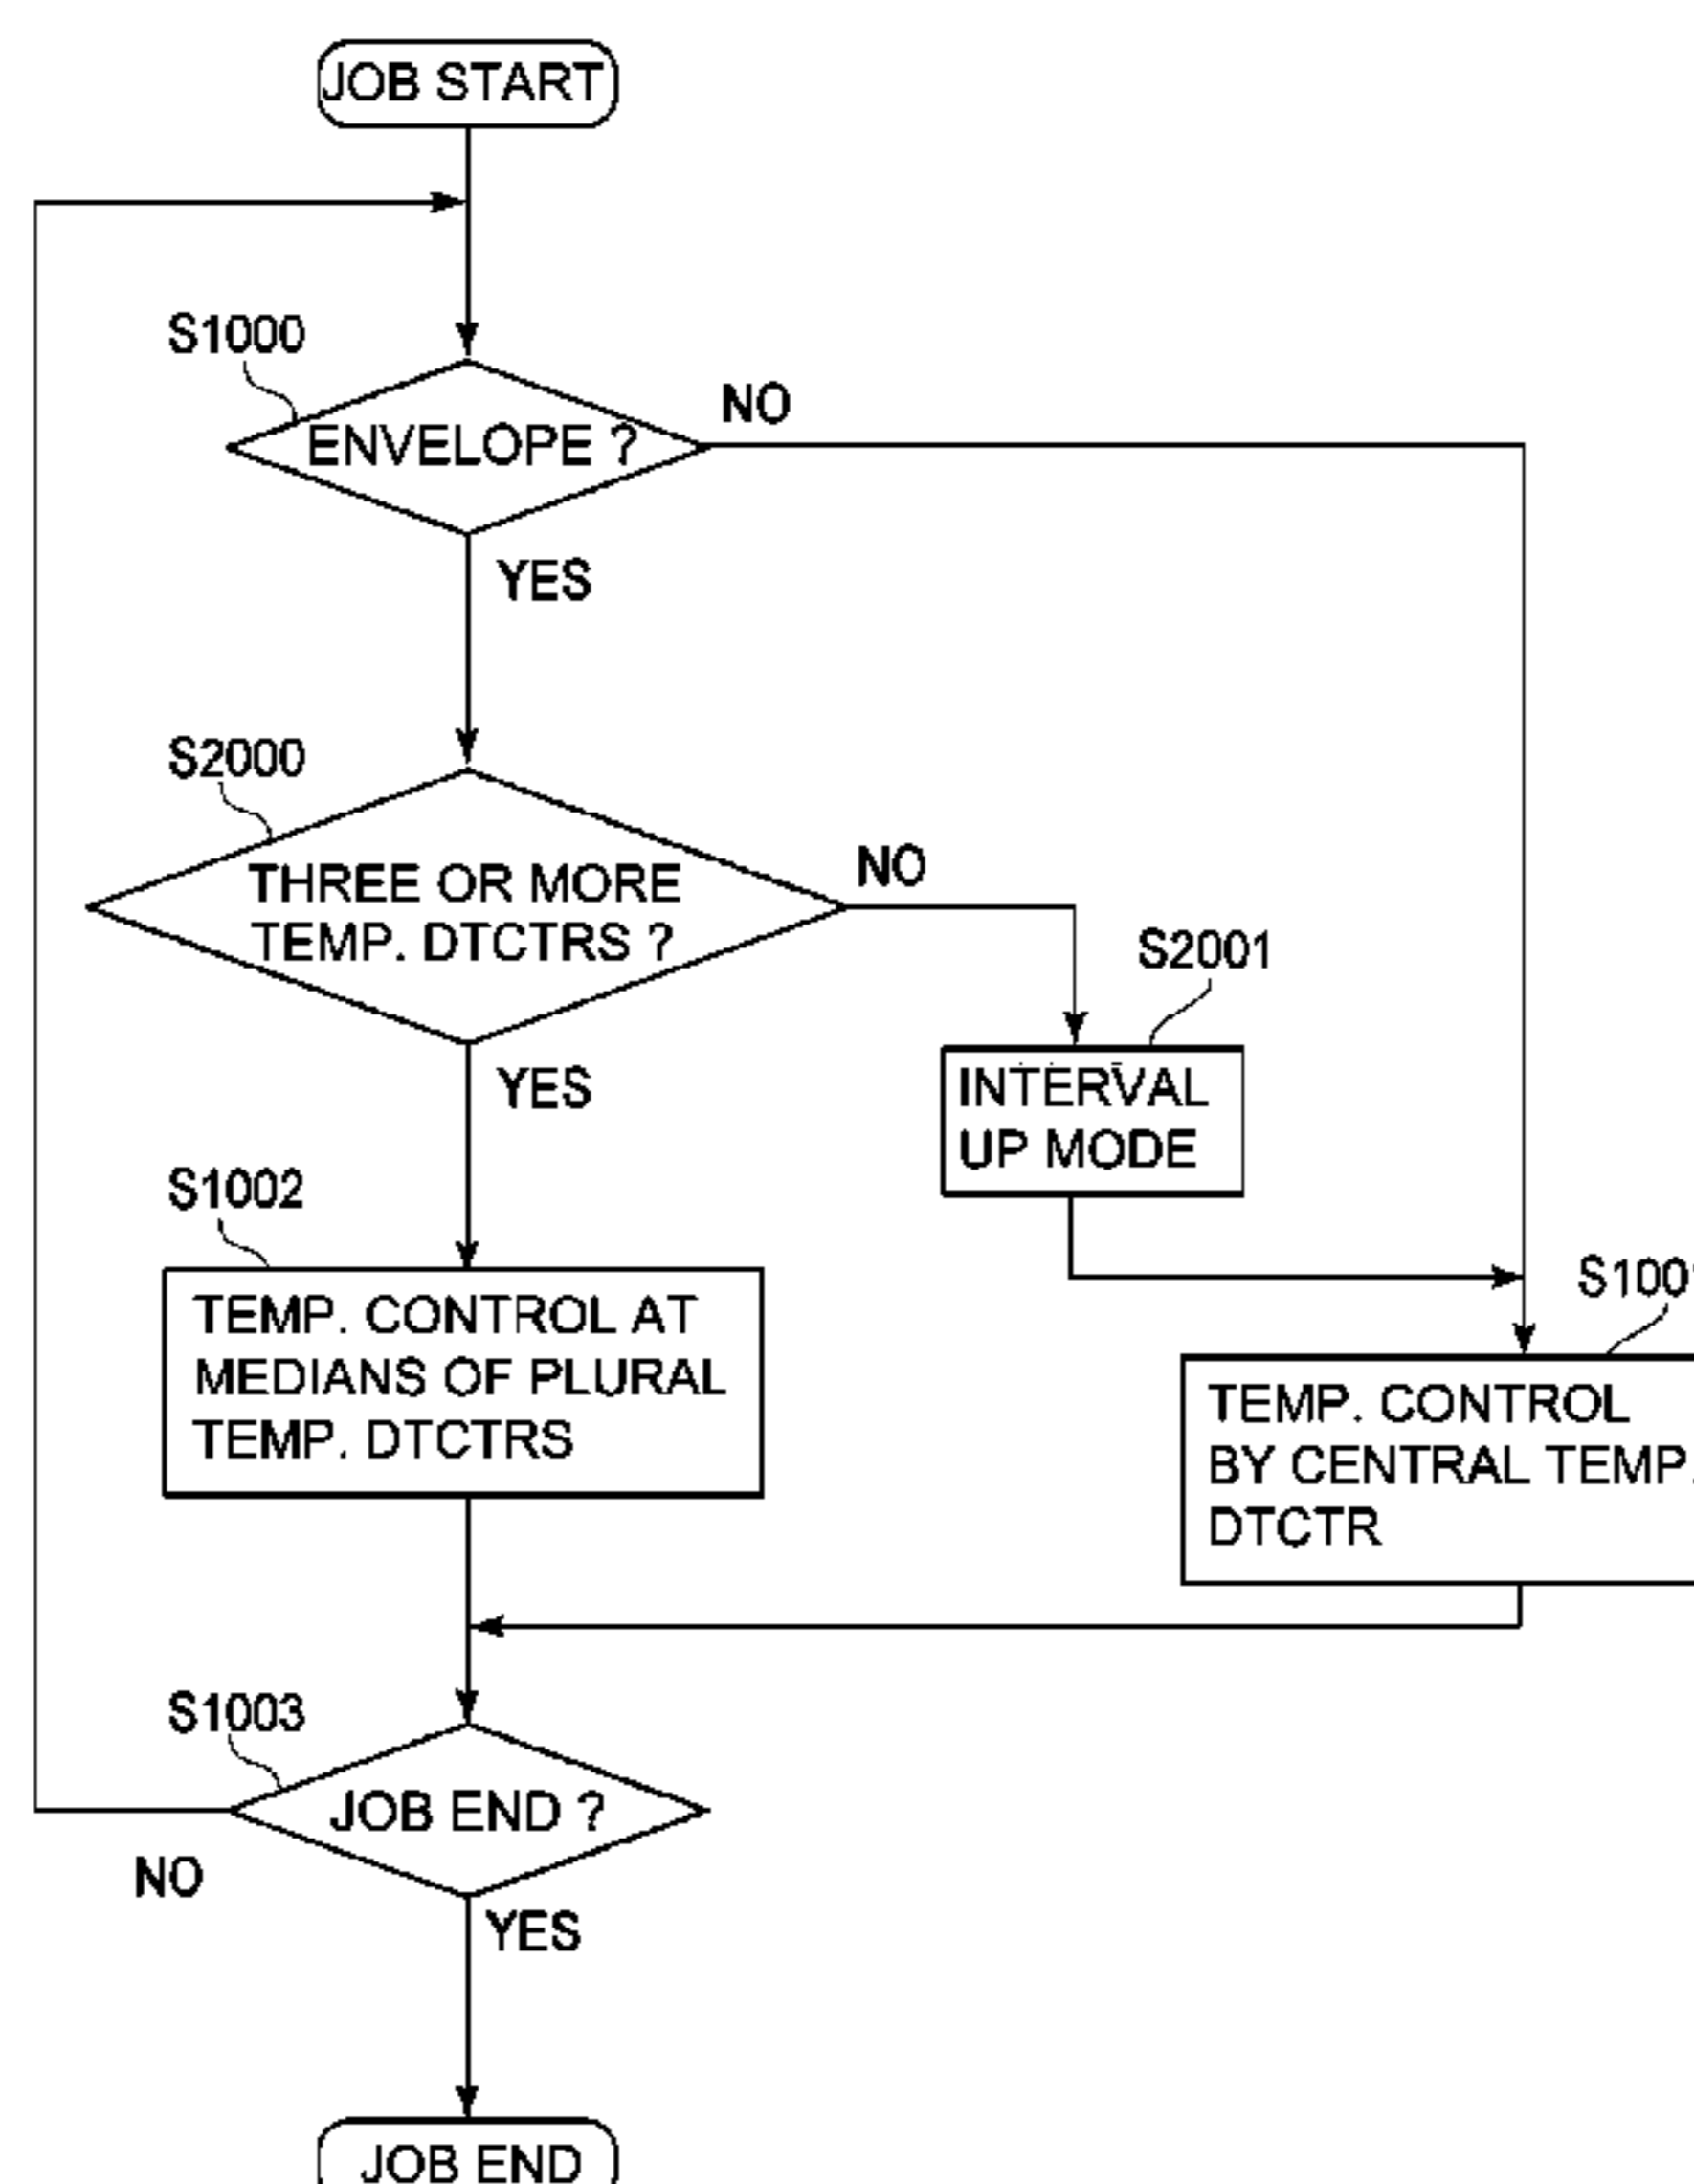 JOB START
S1000
ENVELOPE ?
NO
YES
S2000
THREE OR MORE
TEMP. DTCTRS ?
NO
YES
S2001
INTERVAL
UP MODE
S1002
TEMP. CONTROL AT
MEDIANS OF PLURAL
TEMP. DTCTRS
S1001
TEMP. CONTROL
BY CENTRAL TEMP.
DTCTR
S1003
JOB END ?
NO
YES
JOB END